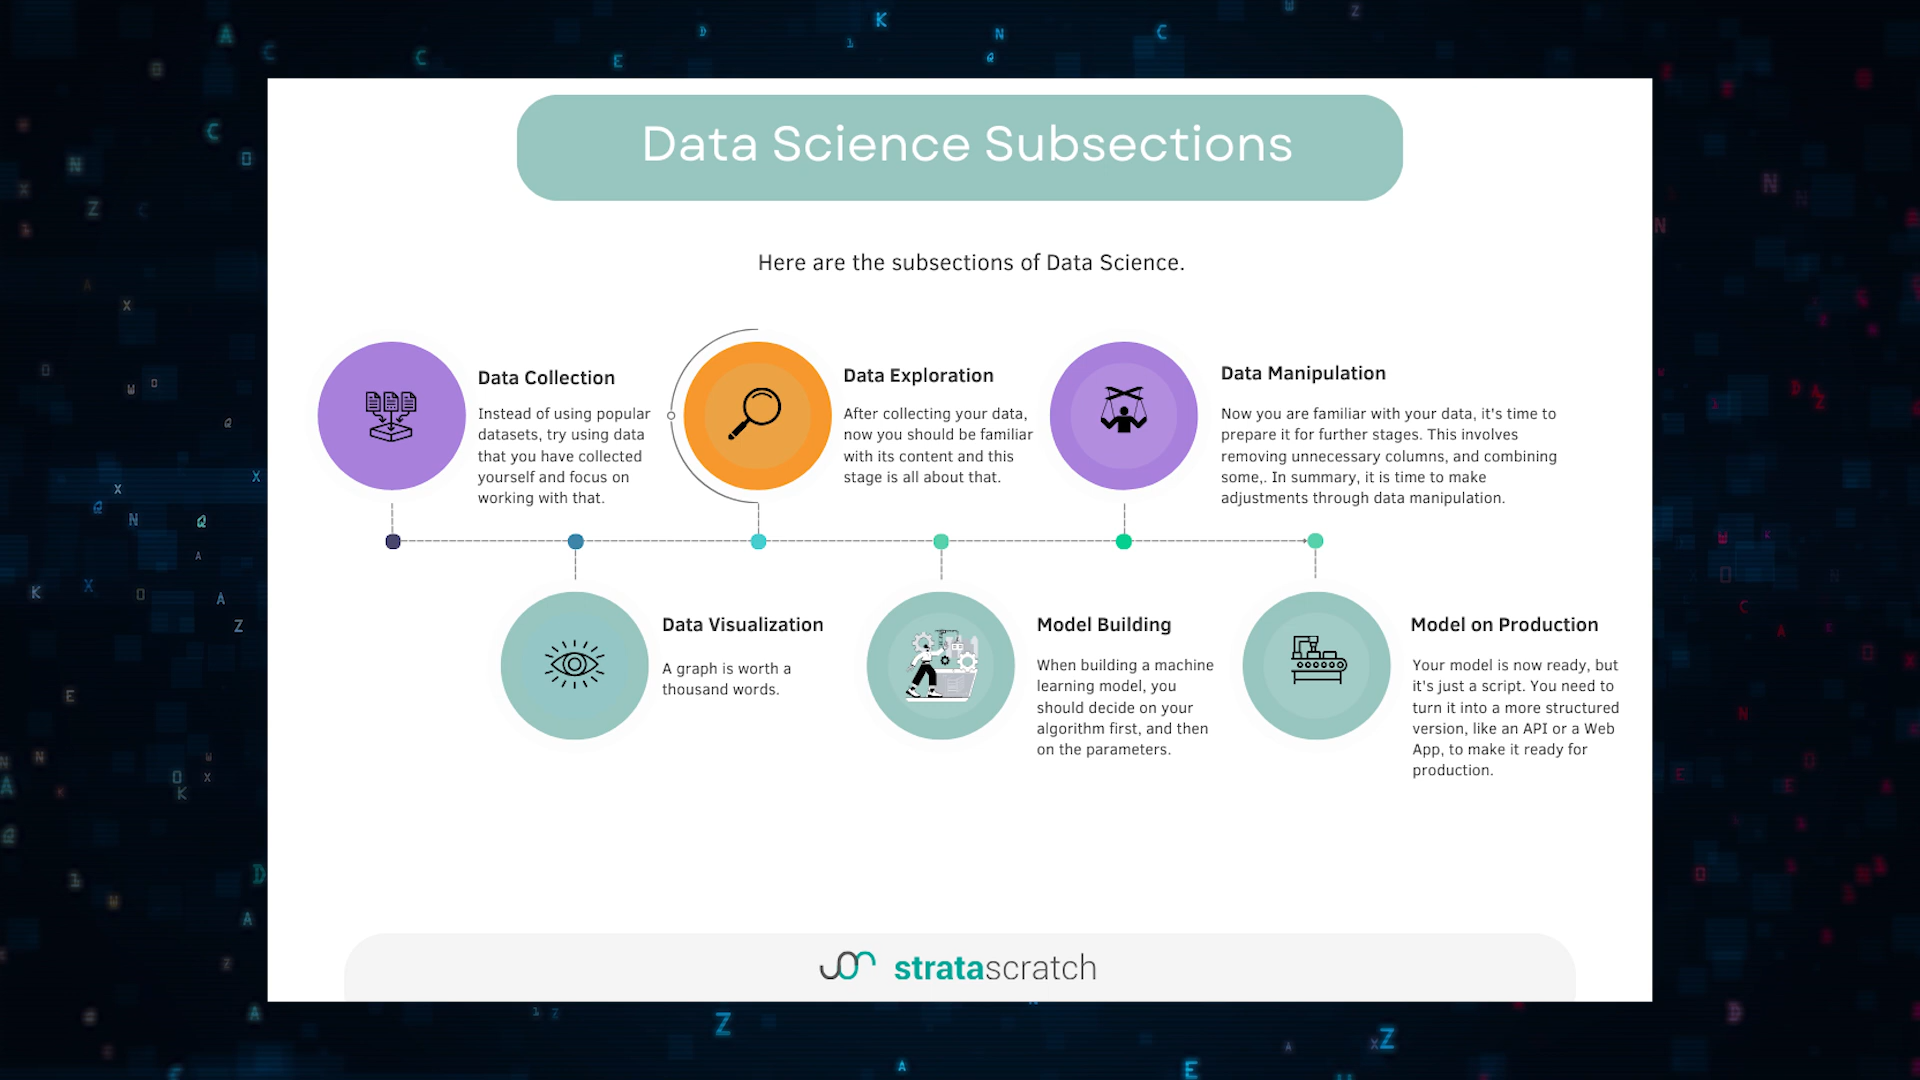 Data Science Subsections
Here are the subsections of Data Science.
Data Collection
Instead of using popular
datasets, try using data
that you have collected
yourself and focus on
working with that.
Data Exploration
After collecting your data,
now you should be familiar
with its content and this
stage is all about that.
Data Manipulation
Now you are familiar with your data, it's time to
prepare it for further stages. This involves
removing unnecessary columns, and combining
some,. In summary, it is time to make
adjustments through data manipulation.
Data Visualization
A graph is worth a
thousand words.
Model Building
When building a machine
learning model, you
should decide on your
algorithm first, and then
on the parameters.
Model on Production
Your model is now ready, but
it's just a script. You need to
turn it into a more structured
version, like an API or a Web
App, to make it ready for
production.
stratascratch